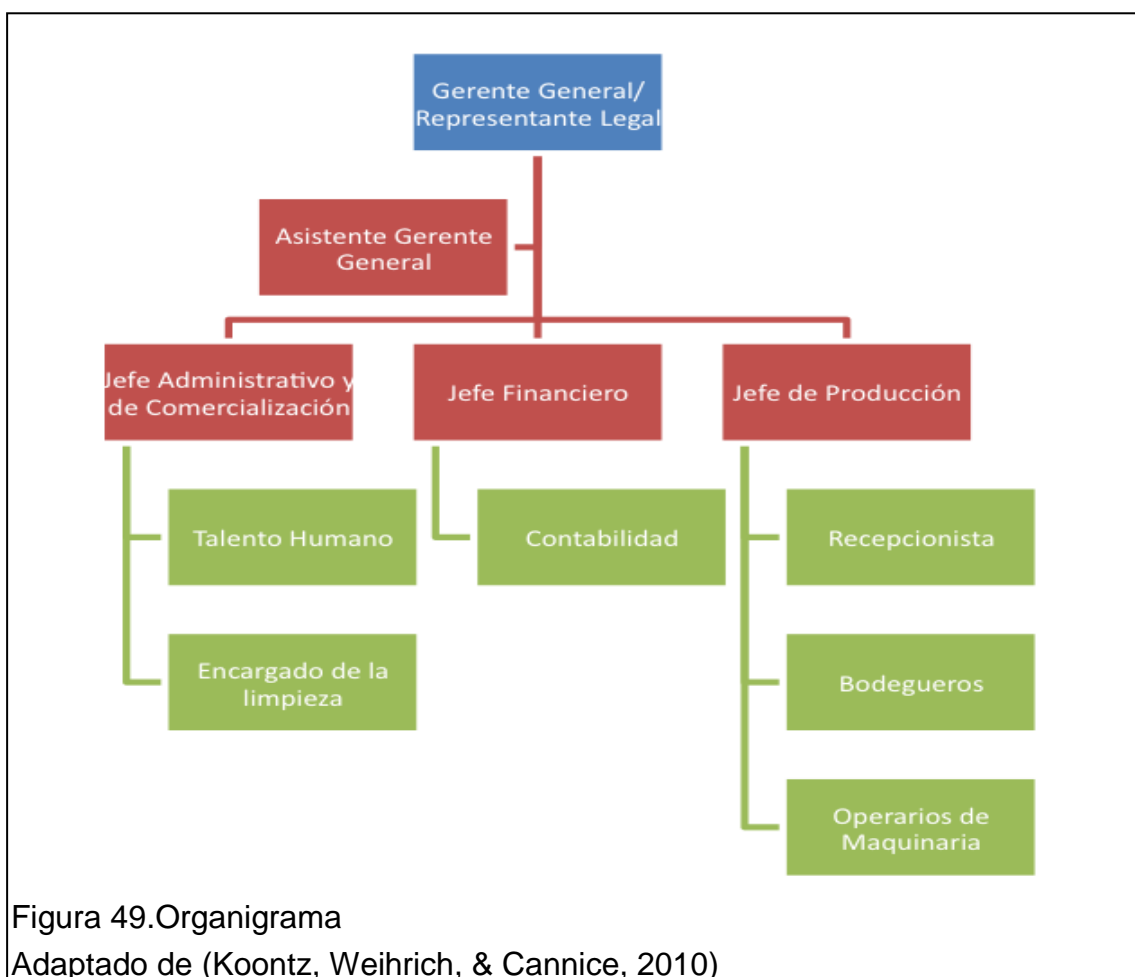 Gerente General/
Representante Legal
Asistente Gerente
General
Jefe Administrativo y
de Comercialización
Jefe Financiero
Jefe de Producción
Talento Humano
Contabilidad
Recepcionista
Encargado de la
limpieza
Bodegueros
Operarios de
Maquinaria
Figura 49.Organigrama
Adaptado de (Koontz, Weihrich, & Cannice, 2010)